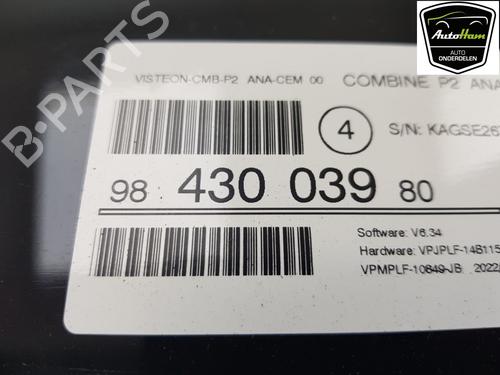 AutoHam
AUTO
ONDERDELEN
B-PARTS
VISTEON-CMB-P2 ANA-CEM 00
COMBINE P2 ANA
4
S/N: KAGSE26
98 430 039 80
Software: V6.34
Hardware: VPJPLF-14B115
VPMPLF-10849-JB 2022